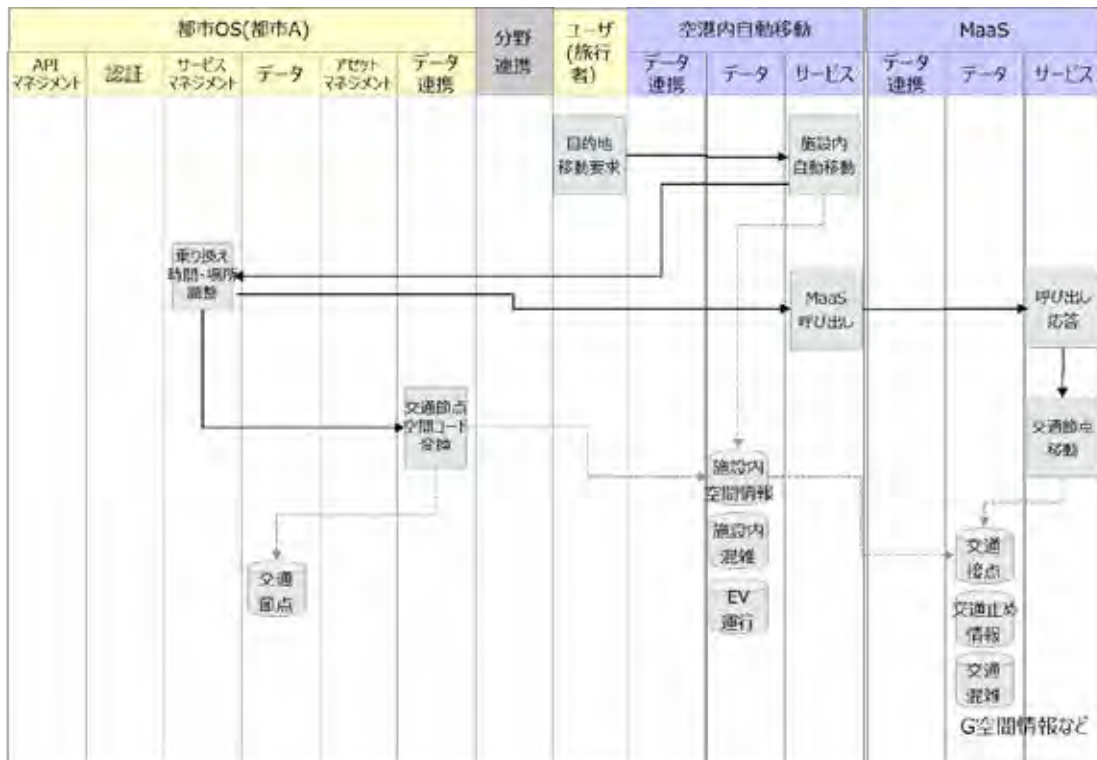 都市OS(都市A)
分野
連携
ユーザ
(旅行
者)
空港内自動移動
MaaS
API
マネジメント
認証
サービス
マネジメント
データ
アセット
マネジメント
データ
連携
データ
連携
データ
サービス
データ
連携
データ
サービス
目的地
移動要求
施設内
自動移動
乗り換え
時間・場所
調整
MaaS
呼び出し
呼び出し
応答
交通節点
空間コード
変換
交通節点
移動
施設内
空間情報
施設内
混雑
EV
運行
交通
節点
交通
接点
交通止め
情報
交通
混雑
G空間情報など